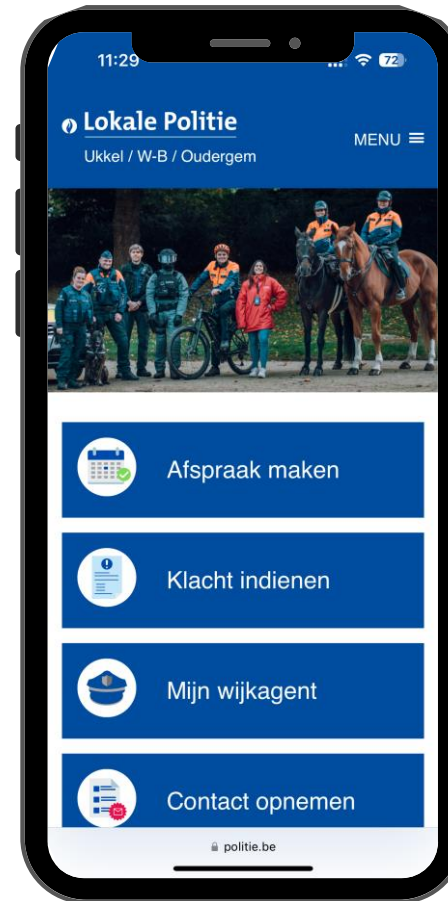 11:29
72
Lokale Politie
Ukkel / W-B / Oudergem
MENU
Afspraak maken
Klacht indienen
Mijn wijkagent
Contact opnemen
politie.be